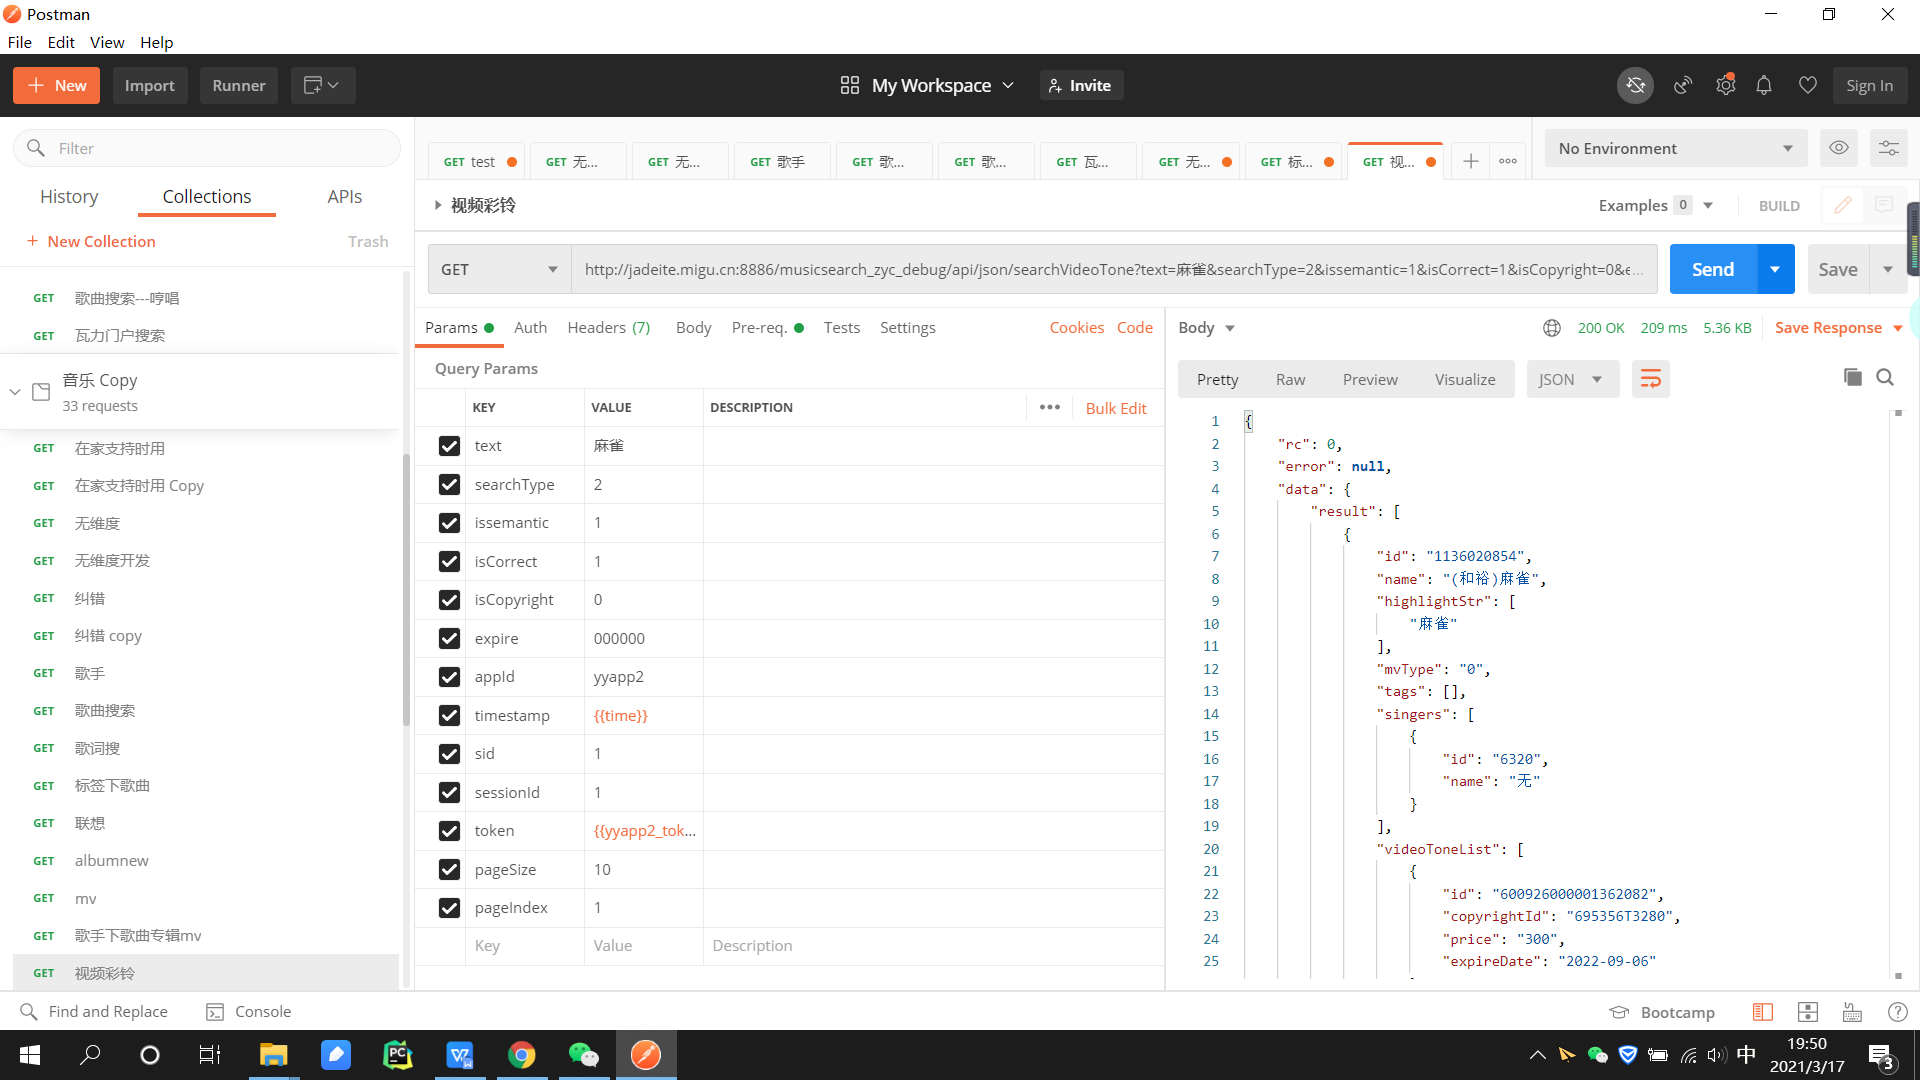 Postman
File Edit View Help
New Import Runner My Workspace Invite Sign In
Filter
History Collections APIs
+ New Collection Trash
GET 歌曲搜索---哼唱
GET 瓦力门户搜索
音乐 Copy
33 requests
GET 在家支持时用
GET 在家支持时用 Copy
GET 无维度
GET 无维度开发
GET 纠错
GET 纠错 copy
GET 歌手
GET 歌曲搜索
GET 歌词搜
GET 标签下歌曲
GET 联想
GET albumnew
GET mv
GET 歌手下歌曲专辑mv
GET 视频彩铃
GET test GET 无... GET 无... GET 歌手 GET 歌... GET 歌... GET 瓦... GET 无... GET 标... GET 视...
No Environment
视频彩铃
Examples 0 BUILD
GET http://jadeite.migu.cn:8886/musicsearch_zyc_debug/api/json/searchVideoTone?text=麻雀&searchType=2&issemantic=1&isCorrect=1&isCopyright=0&e...
Send Save
Params Auth Headers (7) Body Pre-req. Tests Settings Cookies Code
Query Params
KEY VALUE DESCRIPTION ••• Bulk Edit
text 麻雀
searchType 2
issemantic 1
isCorrect 1
isCopyright 0
expire 000000
appId yyapp2
timestamp {{time}}
sid 1
sessionId 1
token {{yyapp2_tok...
pageSize 10
pageIndex 1
Key Value Description
Body 200 OK 209 ms 5.36 KB Save Response
Pretty Raw Preview Visualize JSON
1 {
2 "rc": 0,
3 "error": null,
4 "data": {
5 "result": [
6 {
7 "id": "1136020854",
8 "name": "(和裕)麻雀",
9 "highlightStr": [
10 "麻雀"
11 ],
12 "mvType": "0",
13 "tags": [],
14 "singers": [
15 {
16 "id": "6320",
17 "name": "无"
18 }
19 ],
20 "videoToneList": [
21 {
22 "id": "600926000001362082",
23 "copyrightId": "695356T3280",
24 "price": "300",
25 "expireDate": "2022-09-06"
Find and Replace Console Bootcamp
中
19:50
2021/3/17
3